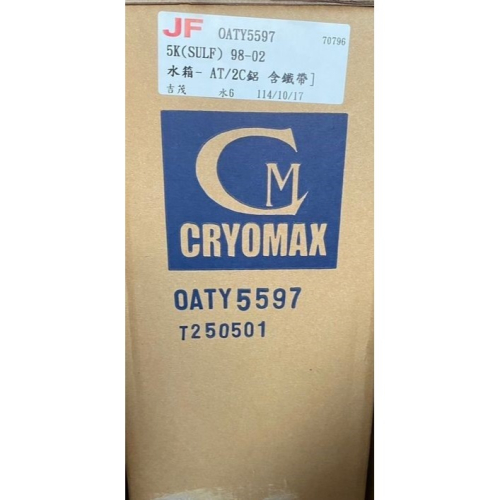 JF OATY5597 70796
5K(SULF) 98-02
水箱- AT/2C鋁 含鐵帶]
吉茂 水6 114/10/17
CM
CRYOMAX
OATY5597
T250501